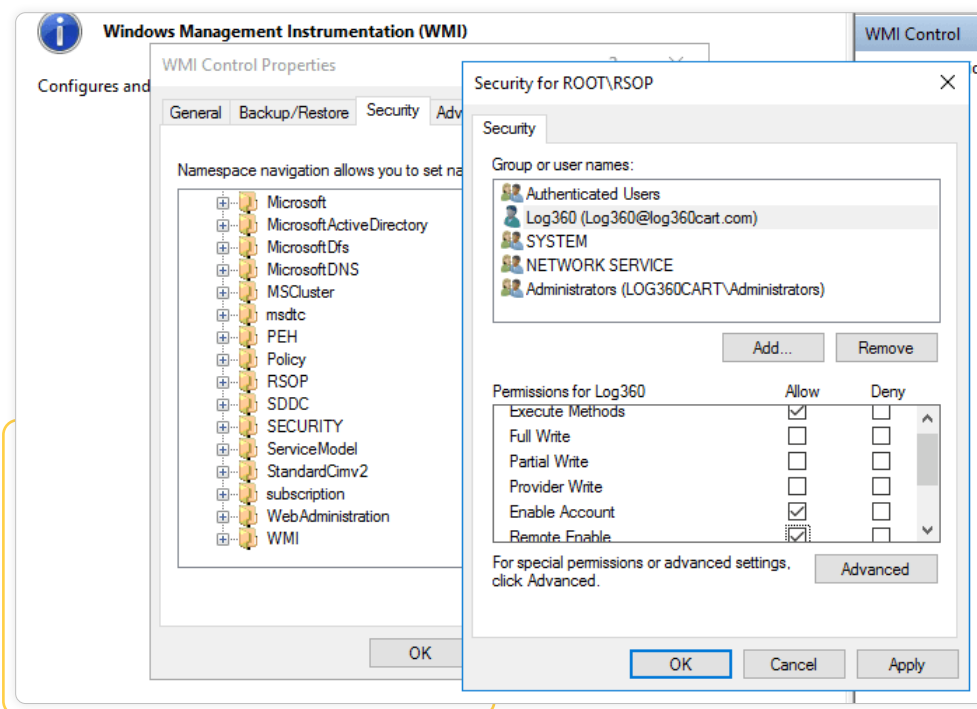 Windows Management Instrumentation (WMI)
Configures and
WMI Control
WMI Control Properties
General Backup/Restore Security Adv
Namespace navigation allows you to set na
Microsoft
MicrosoftActiveDirectory
MicrosoftDfs
MicrosoftDNS
MSCluster
msdtc
PEH
Policy
RSOP
SDDC
SECURITY
ServiceModel
StandardCimv2
subscription
WebAdministration
WMI
OK
Security for ROOT\RSOP
Security
Group or user names:
Authenticated Users
Log360 (Log360@log360cart.com)
SYSTEM
NETWORK SERVICE
Administrators (LOG360CART\Administrators)
Add... Remove
Permissions for Log360 Allow Deny
Execute Methods
Full Write
Partial Write
Provider Write
Enable Account
Remote Enable
For special permissions or advanced settings,
click Advanced.
Advanced
OK Cancel Apply